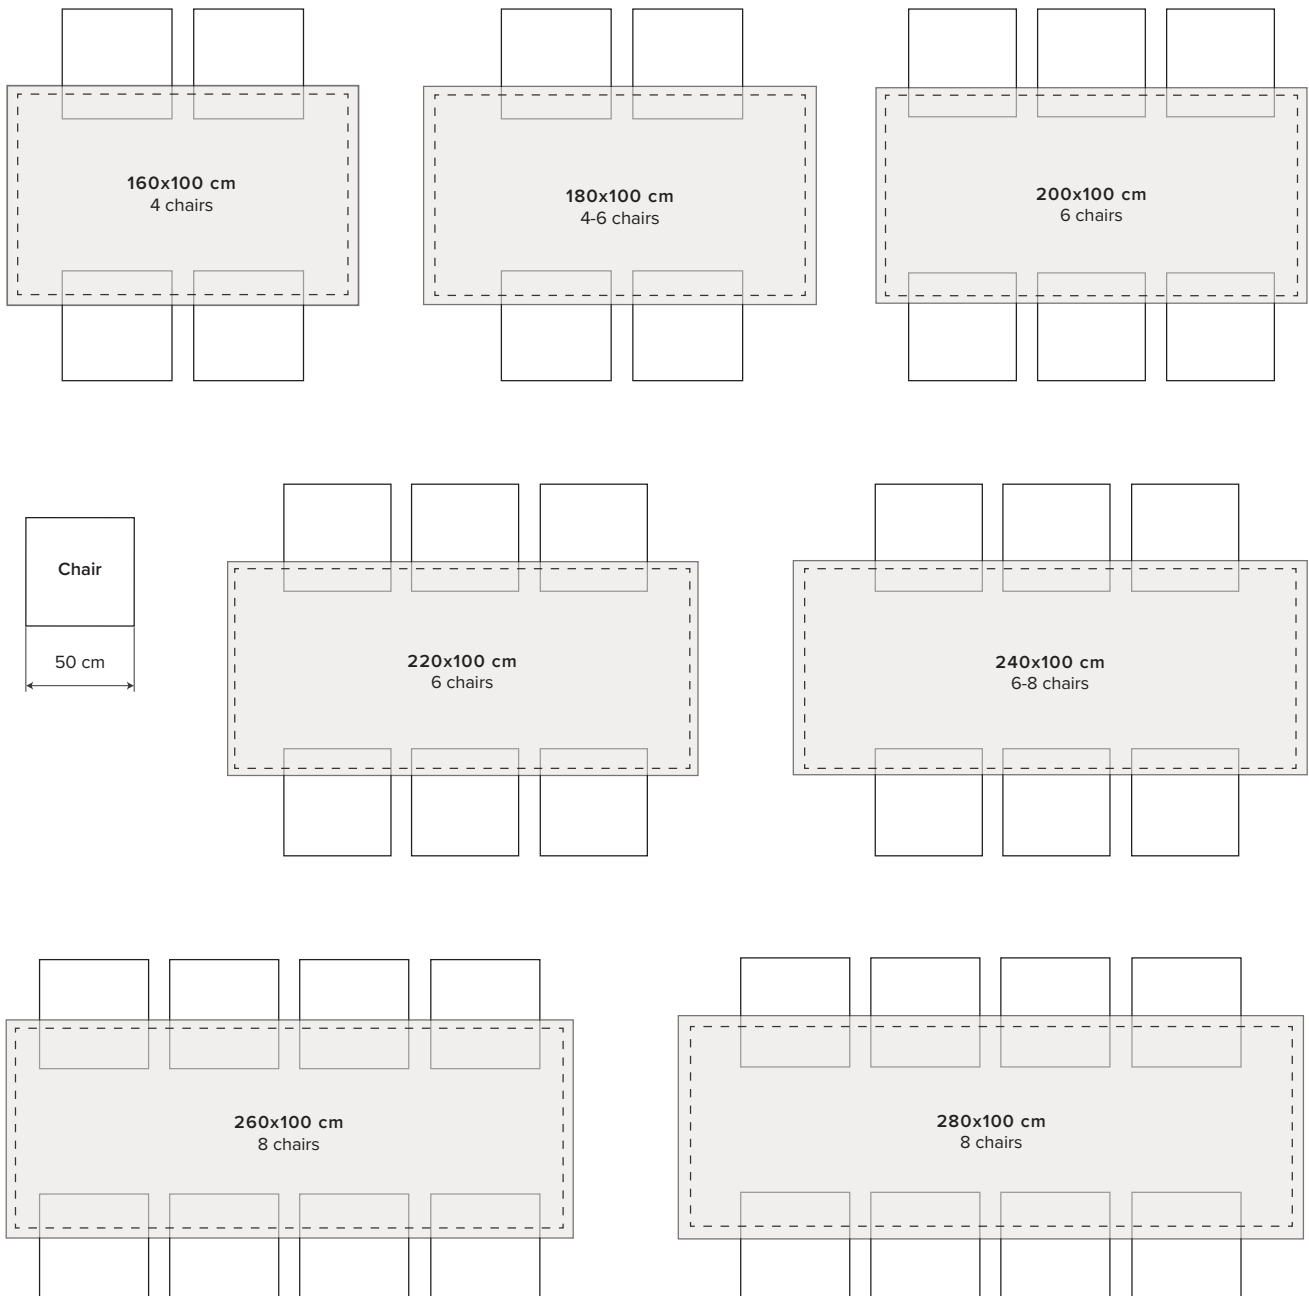 160x100 cm
4 chairs
180x100 cm
4-6 chairs
200x100 cm
6 chairs
Chair
50 cm
220x100 cm
6 chairs
240x100 cm
6-8 chairs
260x100 cm
8 chairs
280x100 cm
8 chairs